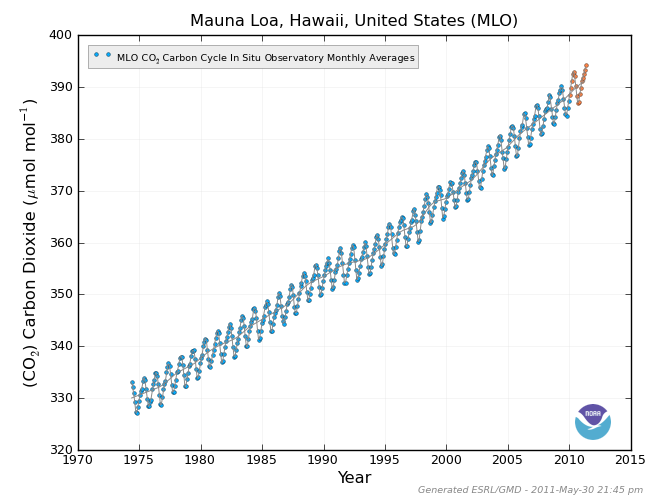 Mauna Loa, Hawaii, United States (MLO)
MLO CO₂ Carbon Cycle In Situ Observatory Monthly Averages
(CO₂) Carbon Dioxide (μmol mol⁻¹)
400
390
380
370
360
350
340
330
320
1970 1975 1980 1985 1990 1995 2000 2005 2010 2015
Year
NOAA
Generated ESRL/GMD - 2011-May-30 21:45 pm